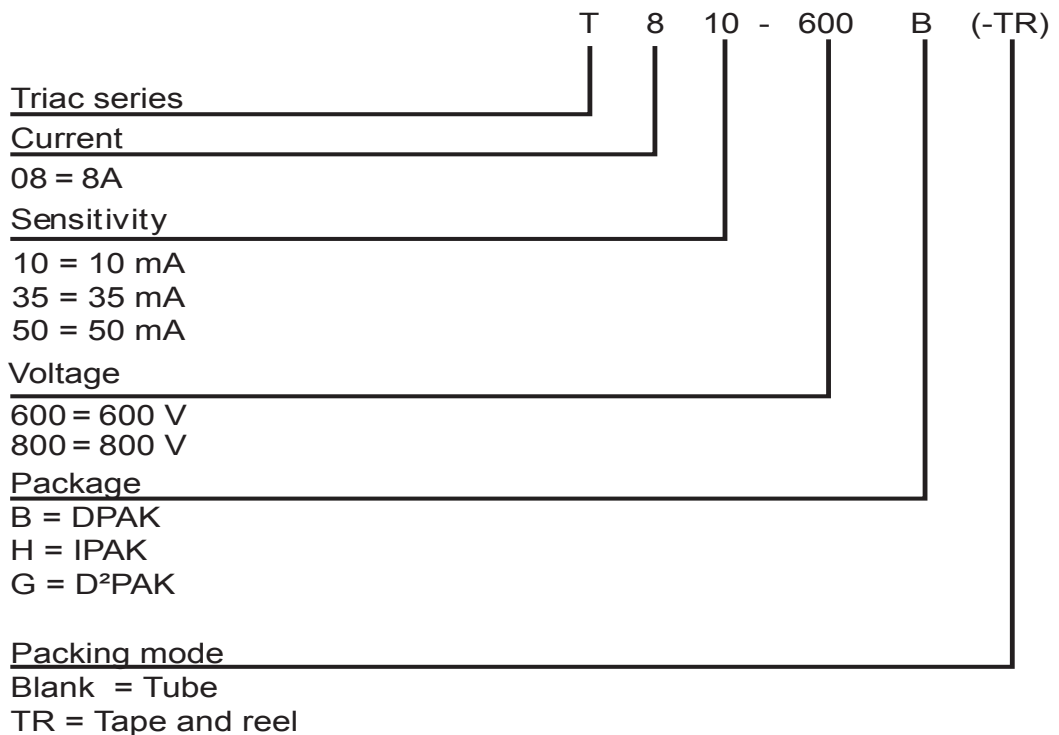 T 8 10 - 600 B (-TR)
Triac series
Current
08 = 8A
Sensitivity
10 = 10 mA
35 = 35 mA
50 = 50 mA
Voltage
600 = 600 V
800 = 800 V
Package
B = DPAK
H = IPAK
G = D²PAK
Packing mode
Blank = Tube
TR = Tape and reel